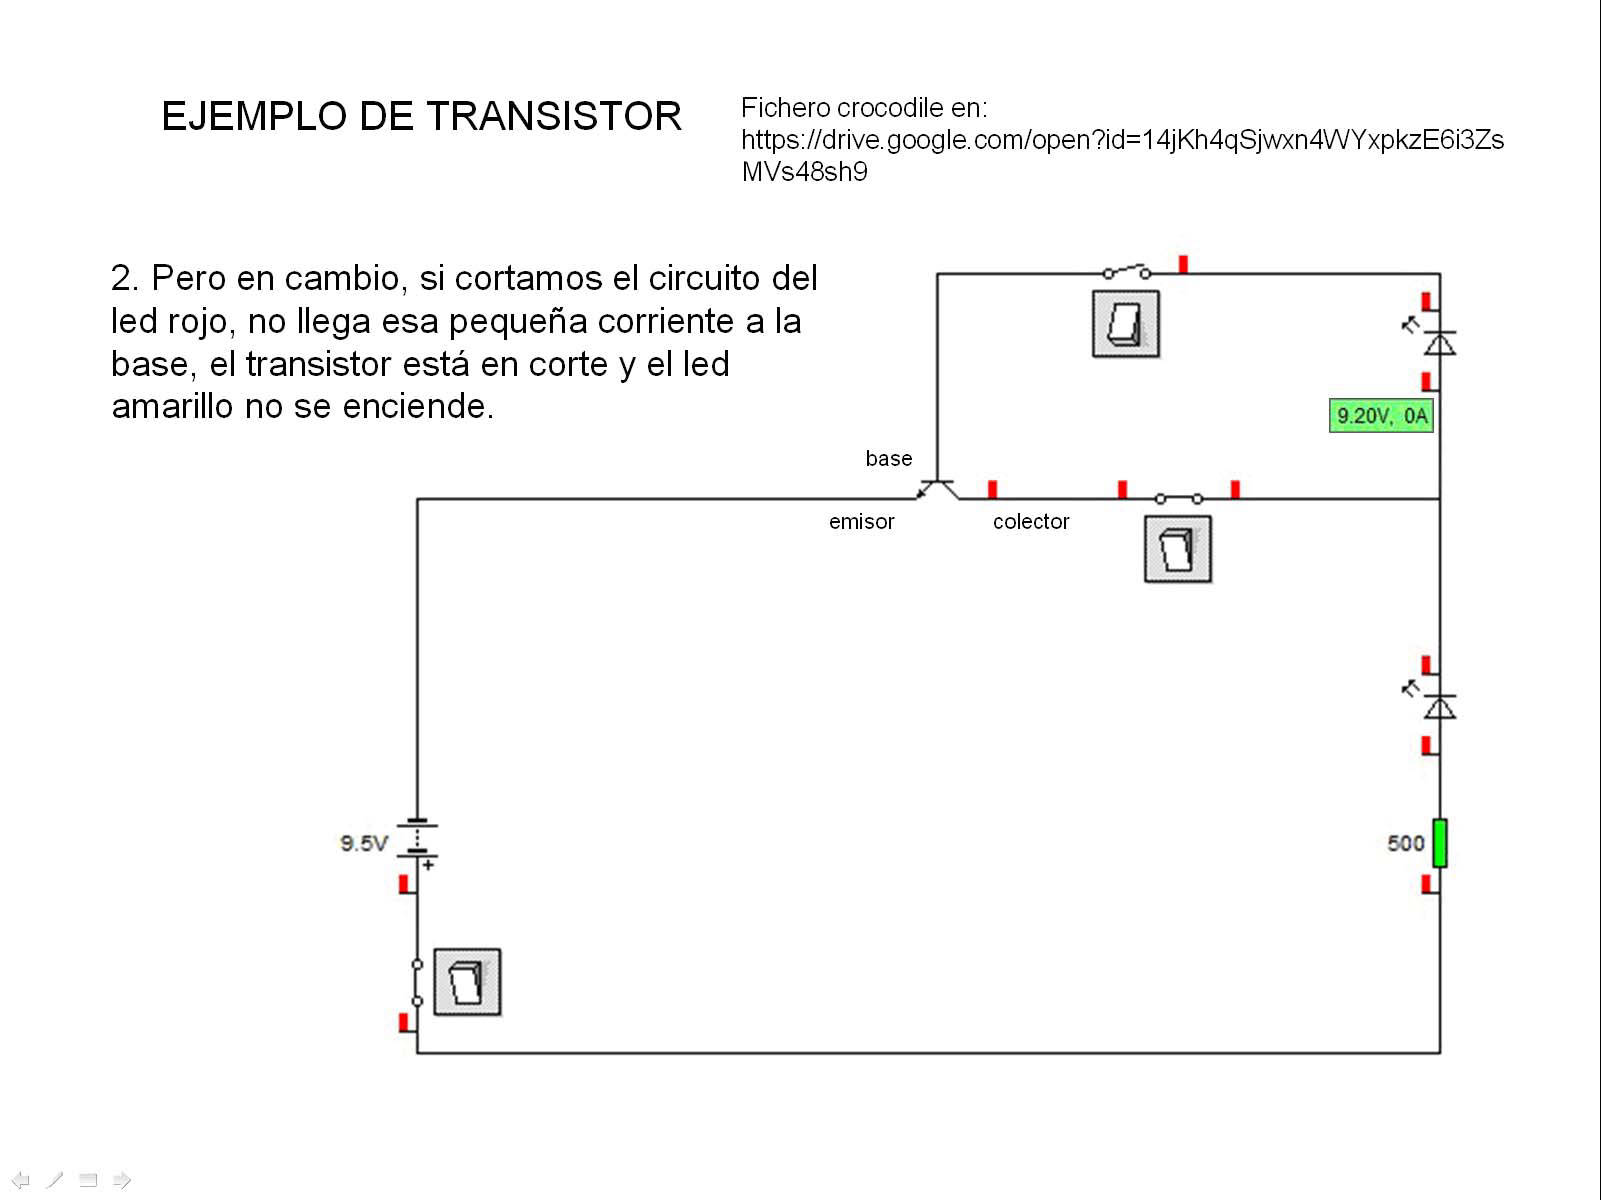 EJEMPLO DE TRANSISTOR
Fichero crocodile en:
https://drive.google.com/open?id=14jKh4qSjwxn4WYxpkzE6i3Zs
MVs48sh9
2. Pero en cambio, si cortamos el circuito del
led rojo, no llega esa pequeña corriente a la
base, el transistor está en corte y el led
amarillo no se enciende.
9.20V, 0A
base
emisor
colector
9.5V
+
500